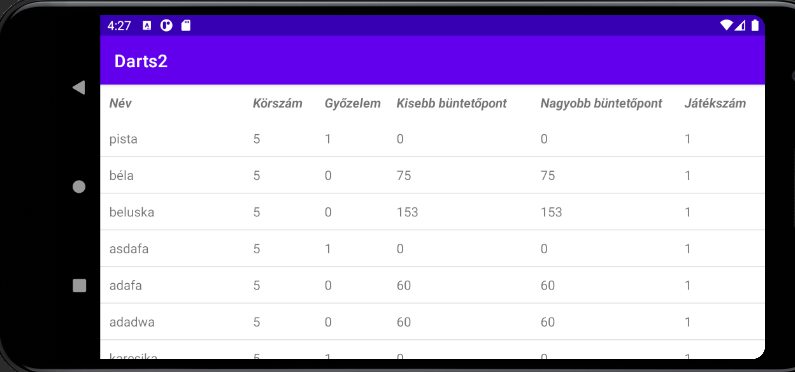 4:27
Darts2
Név Körszám Győzelem Kisebb büntetőpont Nagyobb büntetőpont Játékszám
pista 5 1 0 0 1
béla 5 0 75 75 1
beluska 5 0 153 153 1
asdafa 5 1 0 0 1
adafa 5 0 60 60 1
adadwa 5 0 60 60 1
5 1 0 0 1